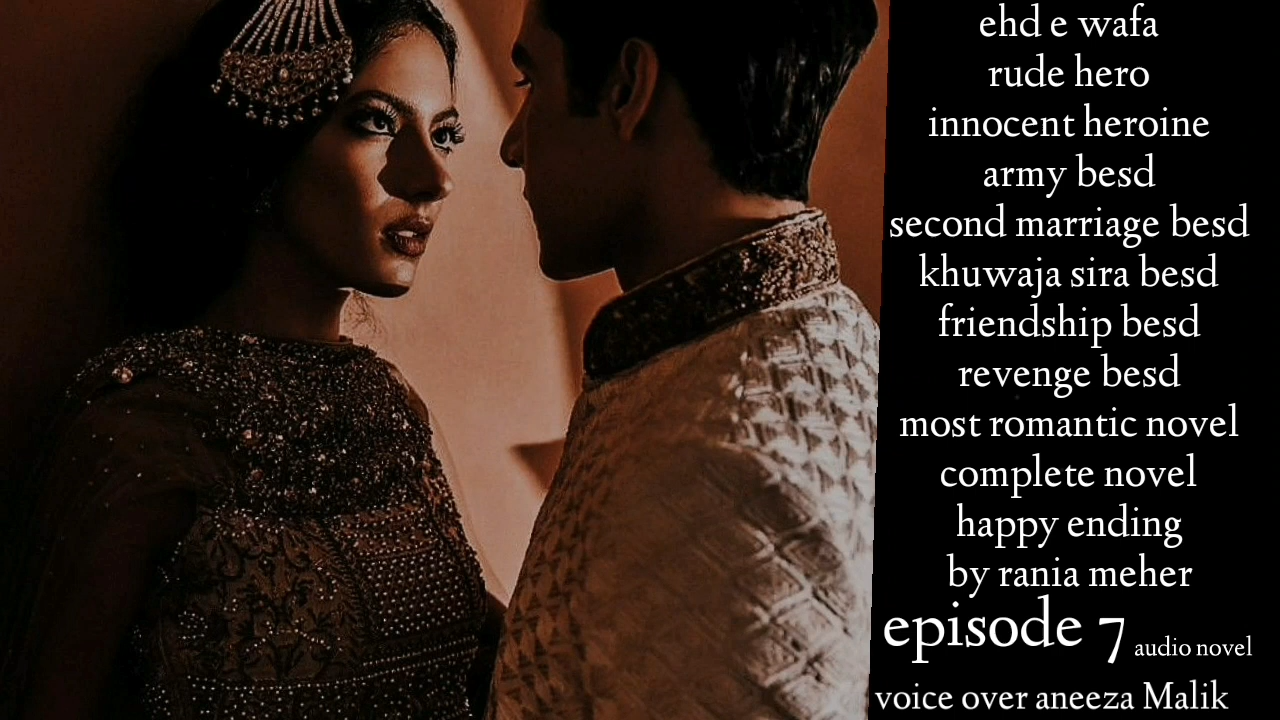 ehd e wafa
rude hero
innocent heroine
army besd
second marriage besd
khuwaja sira besd
friendship besd
revenge besd
most romantic novel
complete novel
happy ending
by rania meher
episode 7 audio novel
voice over aneeza Malik